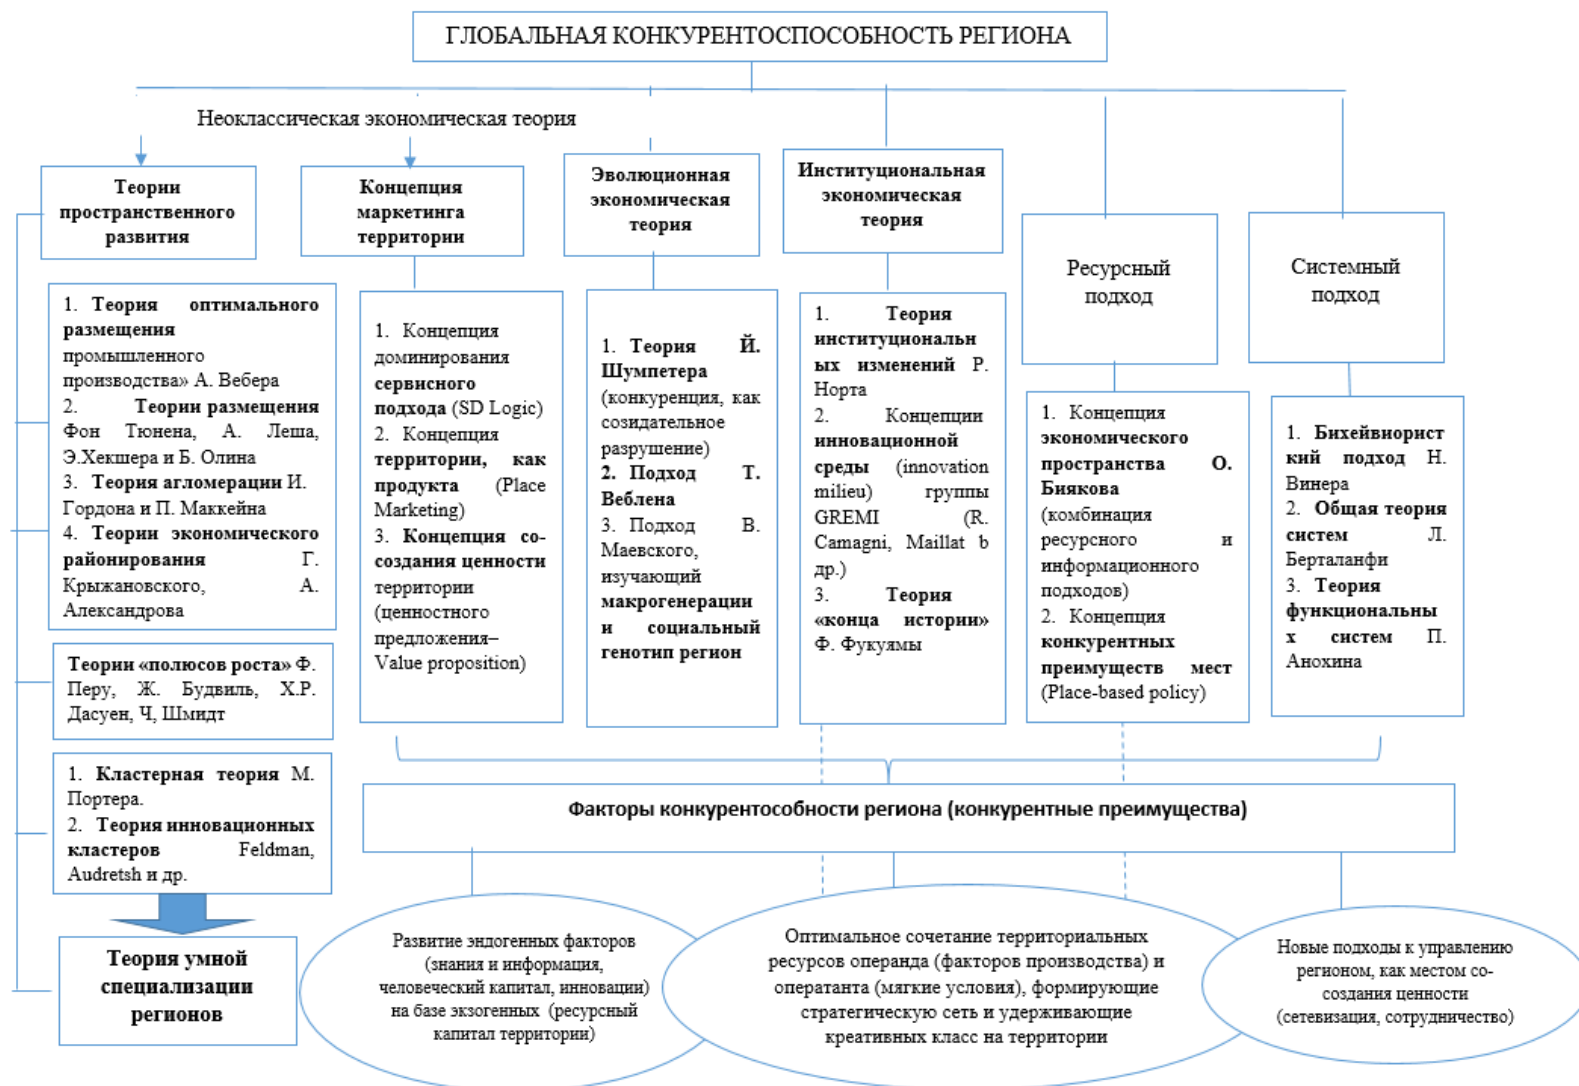 ГЛОБАЛЬНАЯ КОНКУРЕНТОСПОСОБНОСТЬ РЕГИОНА
Неоклассическая экономическая теория
Теории
пространственного
развития
Концепция
маркетинга
территории
Эволюционная
экономическая
теория
Институциональная
экономическая
теория
Ресурсный
подход
Системный
подход
1. Теория оптимального
размещения
промышленного
производства» А. Вебера
2. Теории размещения
Фон Тюнена, А. Леша,
Э.Хекшера и Б. Олина
3. Теория агломерации И.
Гордона и П. Маккейна
4. Теории экономического
районирования Г.
Крыжановского, А.
Александрова
Теории «полюсов роста» Ф.
Перу, Ж. Будвиль, Х.Р.
Дасуен, Ч, Шмидт
1. Кластерная теория М.
Портера.
2. Теория инновационных
кластеров Feldman,
Audretsh и др.
Теория умной
специализации
регионов
1. Концепция
доминирования
сервисного
подхода (SD Logic)
2. Концепция
территории, как
продукта (Place
Marketing)
3. Концепция со-
создания ценности
территории
(ценностного
предложения–
Value proposition)
1. Теория Й.
Шумпетера
(конкуренция, как
созидательное
разрушение)
2. Подход Т.
Веблена
3. Подход В.
Маевского,
изучающий
макрогенерации
и социальный
генотип регион
1. Теория
институциональн
ых изменений Р.
Норта
2. Концепции
инновационной
среды (innovation
milieu) группы
GREMI (R.
Camagni, Maillat b
др.)
3. Теория
«конца истории»
Ф. Фукуямы
1. Концепция
экономического
пространства О.
Биякова
(комбинация
ресурсного и
информационного
подходов)
2. Концепция
конкурентных
преимуществ мест
(Place-based policy)
1. Бихейвиорист
кий подход Н.
Винера
2. Общая теория
систем Л.
Берталанфи
3. Теория
функциональны
х систем П.
Анохина
Факторы конкурентособности региона (конкурентные преимущества)
Развитие эндогенных факторов
(знания и информация,
человеческий капитал, инновации)
на базе экзогенных (ресурсный
капитал территории)
Оптимальное сочетание территориальных
ресурсов операнда (факторов производства) и
оператанта (мягкие условия), формирующие
стратегическую сеть и удерживающие
креативных класс на территории
Новые подходы к управлению
регионом, как местом со-
создания ценности
(сетевизация, сотрудничество)